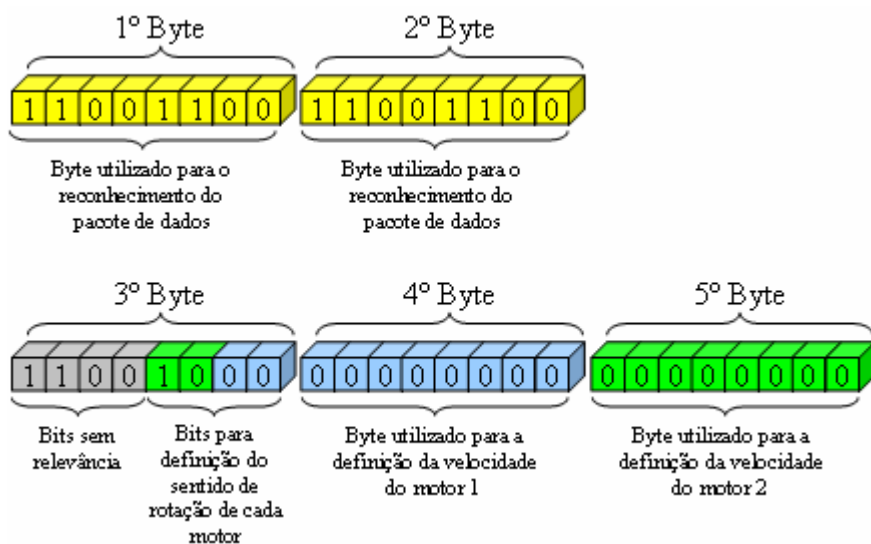 1º Byte
2º Byte
1 1 0 0 1 1 0 0
1 1 0 0 1 1 0 0
Byte utilizado para o
reconhecimento do
pacote de dados
Byte utilizado para o
reconhecimento do
pacote de dados
3º Byte
4º Byte
5º Byte
1 1 0 0 1 0 0 0
0 0 0 0 0 0 0 0
0 0 0 0 0 0 0 0
Bits sem
relevância
Bits para
definição do
sentido de
rotação de cada
motor
Byte utilizado para a
definição da velocidade
do motor 1
Byte utilizado para a
definição da velocidade
do motor 2